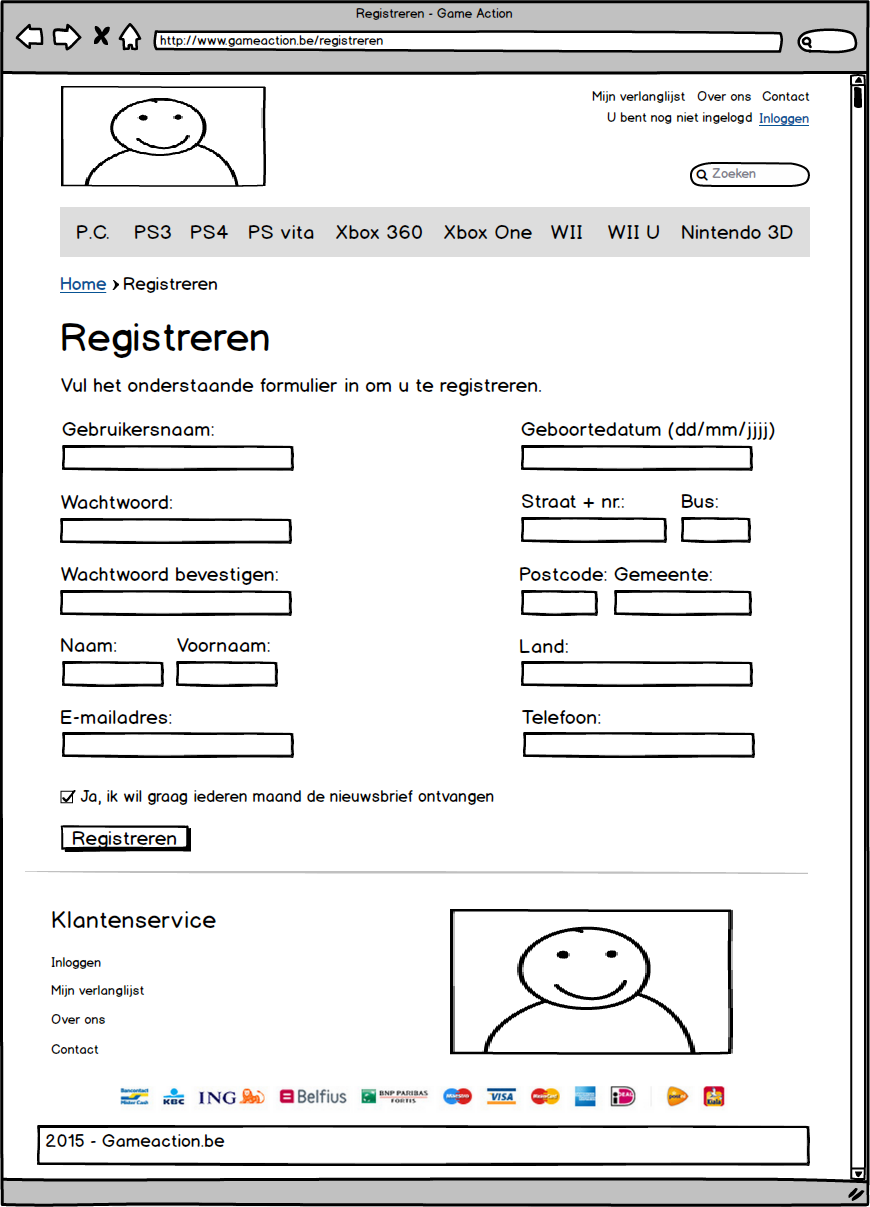 Registreren - Game Action
http://www.gameaction.be/registreren
Mijn verlanglijst Over ons Contact
U bent nog niet ingelogd Inloggen
Zoeken
P.C. PS3 PS4 PS vita Xbox 360 Xbox One WII WII U Nintendo 3D
Home › Registreren
Registreren
Vul het onderstaande formulier in om u te registreren.
Gebruikersnaam: Geboortedatum (dd/mm/jjjj)
Wachtwoord: Straat + nr.: Bus:
Wachtwoord bevestigen: Postcode: Gemeente:
Naam: Voornaam: Land:
E-mailadres: Telefoon:
Ja, ik wil graag iederen maand de nieuwsbrief ontvangen
Registreren
Klantenservice
Inloggen
Mijn verlanglijst
Over ons
Contact
Bancontact
Mister Cash
KBC
ING
Belfius
BNP PARIBAS
FORTIS
Maestro
VISA
MasterCard
iDEAL
post
Kiala
2015 - Gameaction.be